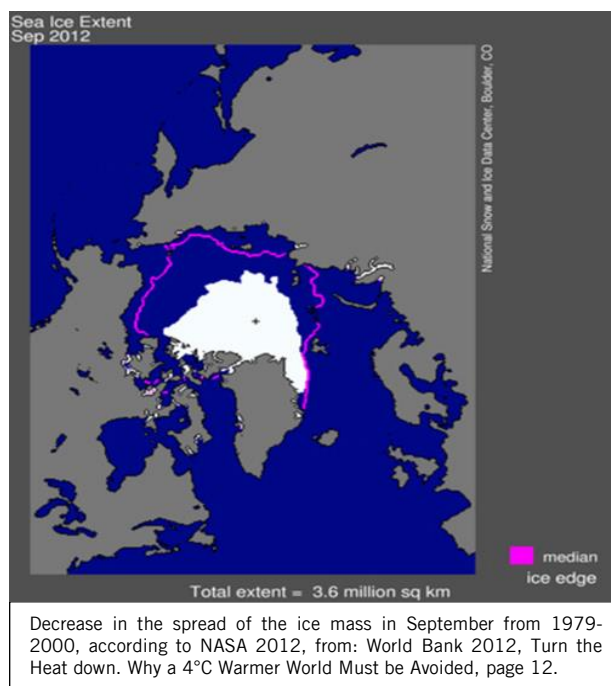 Sea Ice Extent
Sep 2012
National Snow and Ice Data Center, Boulder, CO
median
ice edge
Total extent = 3.6 million sq km
Decrease in the spread of the ice mass in September from 1979-
2000, according to NASA 2012, from: World Bank 2012, Turn the
Heat down. Why a 4°C Warmer World Must be Avoided, page 12.